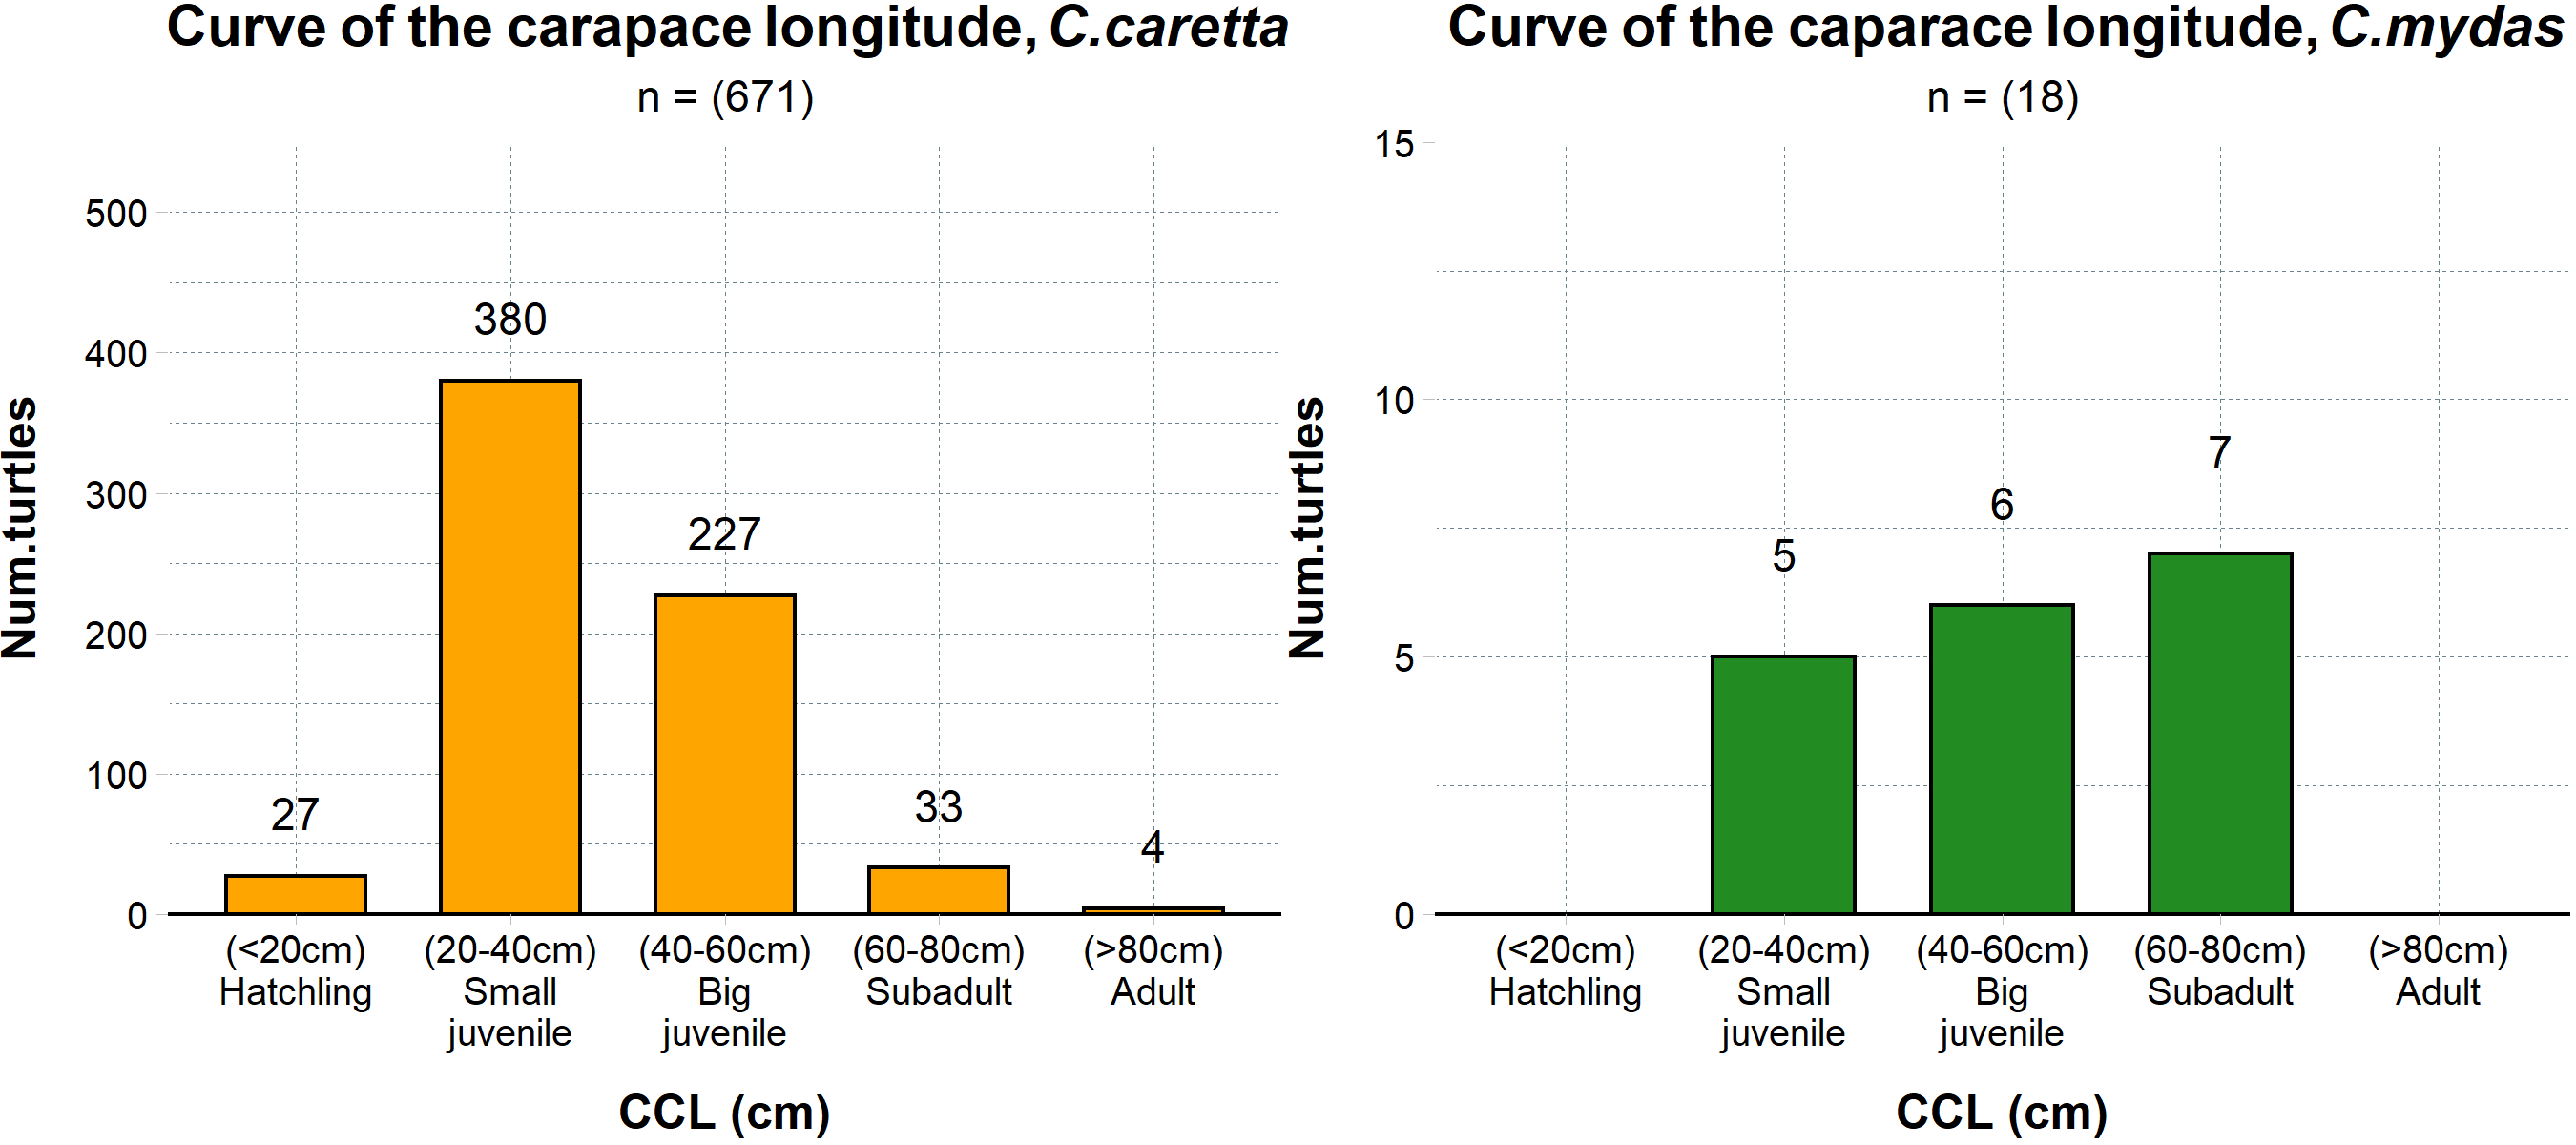 Curve of the carapace longitude, C.caretta
n = (671)
Num.turtles
500
400
300
200
100
0
380
227
27
33
4
(<20cm)
Hatchling
(20-40cm)
Small
juvenile
(40-60cm)
Big
juvenile
(60-80cm)
Subadult
(>80cm)
Adult
CCL (cm)
Curve of the caparace longitude, C.mydas
n = (18)
Num.turtles
15
10
5
0
5
6
7
(<20cm)
Hatchling
(20-40cm)
Small
juvenile
(40-60cm)
Big
juvenile
(60-80cm)
Subadult
(>80cm)
Adult
CCL (cm)